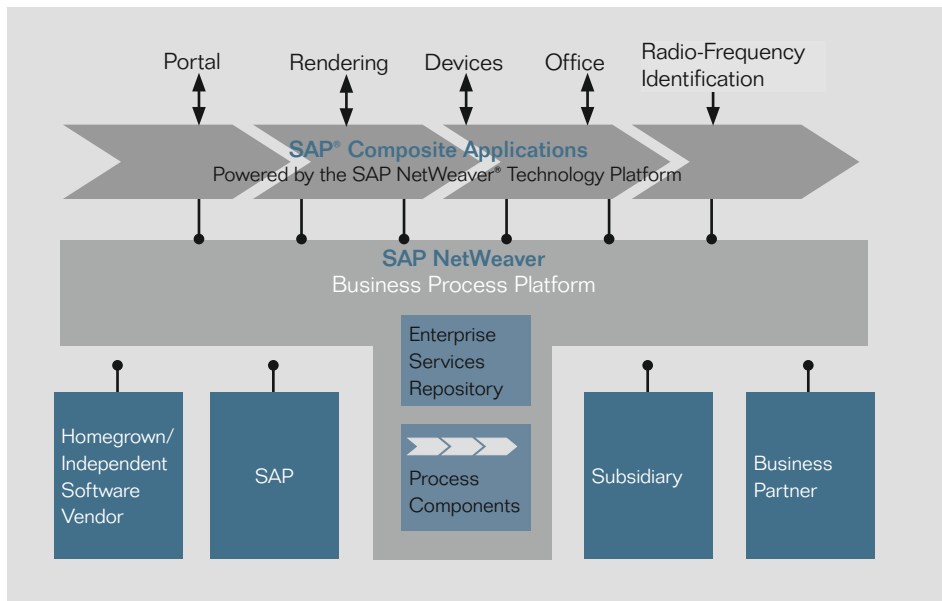 Portal
Rendering
Devices
Office
Radio-Frequency
Identification
SAP® Composite Applications
Powered by the SAP NetWeaver® Technology Platform
SAP NetWeaver
Business Process Platform
Enterprise
Services
Repository
Process
Components
Homegrown/
Independent
Software
Vendor
SAP
Subsidiary
Business
Partner